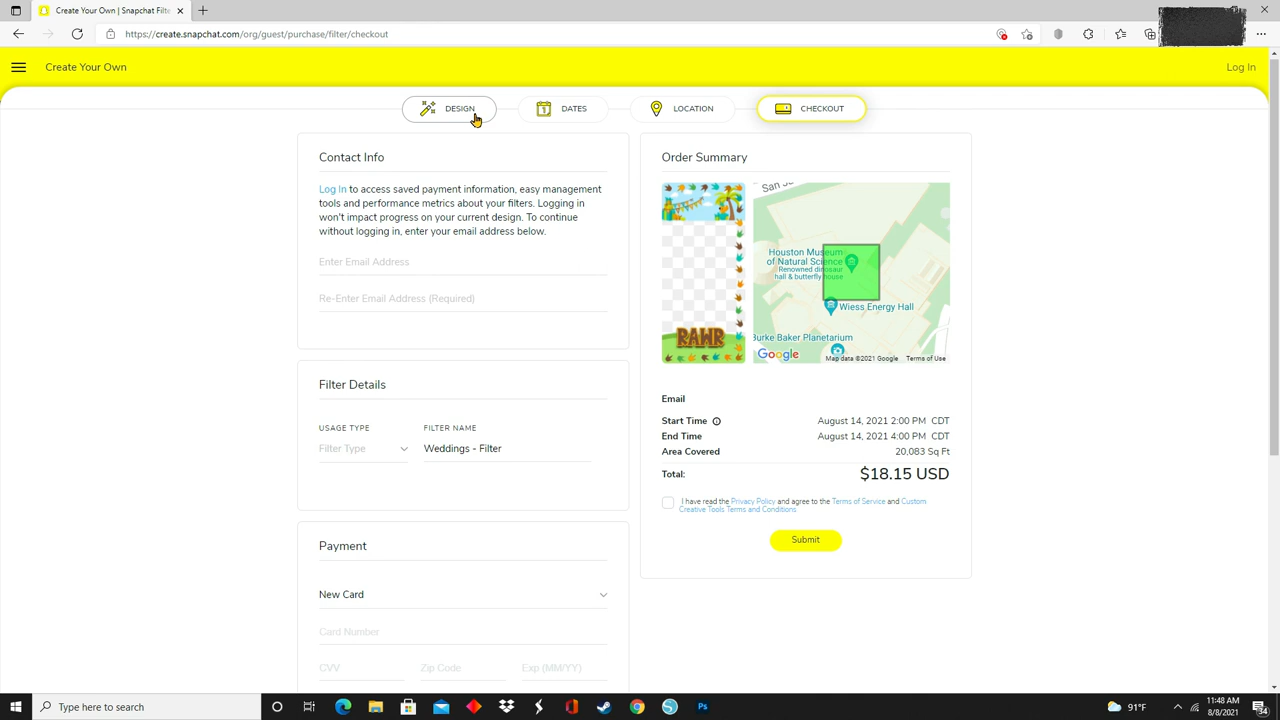 Create Your Own | Snapchat Filte
https://create.snapchat.com/org/guest/purchase/filter/checkout
Create Your Own
Log In
DESIGN
DATES
LOCATION
CHECKOUT
Contact Info
Log In to access saved payment information, easy management
tools and performance metrics about your filters. Logging in
won't impact progress on your current design. To continue
without logging in, enter your email address below.
Enter Email Address
Re-Enter Email Address (Required)
Filter Details
USAGE TYPE
FILTER NAME
Filter Type
Weddings - Filter
Payment
New Card
Card Number
CVV
Zip Code
Exp (MM/YY)
Order Summary
RAWR
Houston Museum
of Natural Science
Renowned dinosaur
hall & butterfly house
Wiess Energy Hall
Burke Baker Planetarium
Google
Map data ©2021 Google
Terms of Use
Email
Start Time
August 14, 2021 2:00 PM CDT
End Time
August 14, 2021 4:00 PM CDT
Area Covered
20,083 Sq Ft
Total:
$18.15 USD
I have read the Privacy Policy and agree to the Terms of Service and Custom
Creative Tools Terms and Conditions
Submit
Type here to search
Ps
91°F
11:48 AM
8/8/2021
34